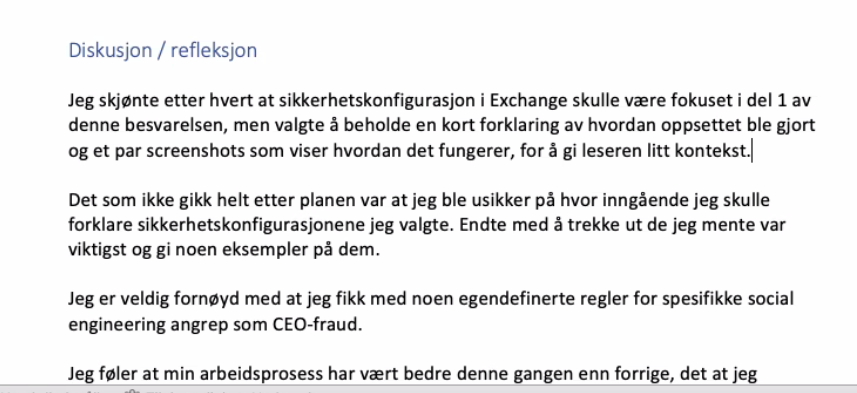 Diskusjon / refleksjon
Jeg skjønte etter hvert at sikkerhetskonfigurasjon i Exchange skulle være fokuset i del 1 av
denne besvarelsen, men valgte å beholde en kort forklaring av hvordan oppsettet ble gjort
og et par screenshots som viser hvordan det fungerer, for å gi leseren litt kontekst.
Det som ikke gikk helt etter planen var at jeg ble usikker på hvor inngående jeg skulle
forklare sikkerhetskonfigurasjonene jeg valgte. Endte med å trekke ut de jeg mente var
viktigst og gi noen eksempler på dem.
Jeg er veldig fornøyd med at jeg fikk med noen egendefinerte regler for spesifikke social
engineering angrep som CEO-fraud.
Jeg føler at min arbeidsprosess har vært bedre denne gangen enn forrige, det at jeg